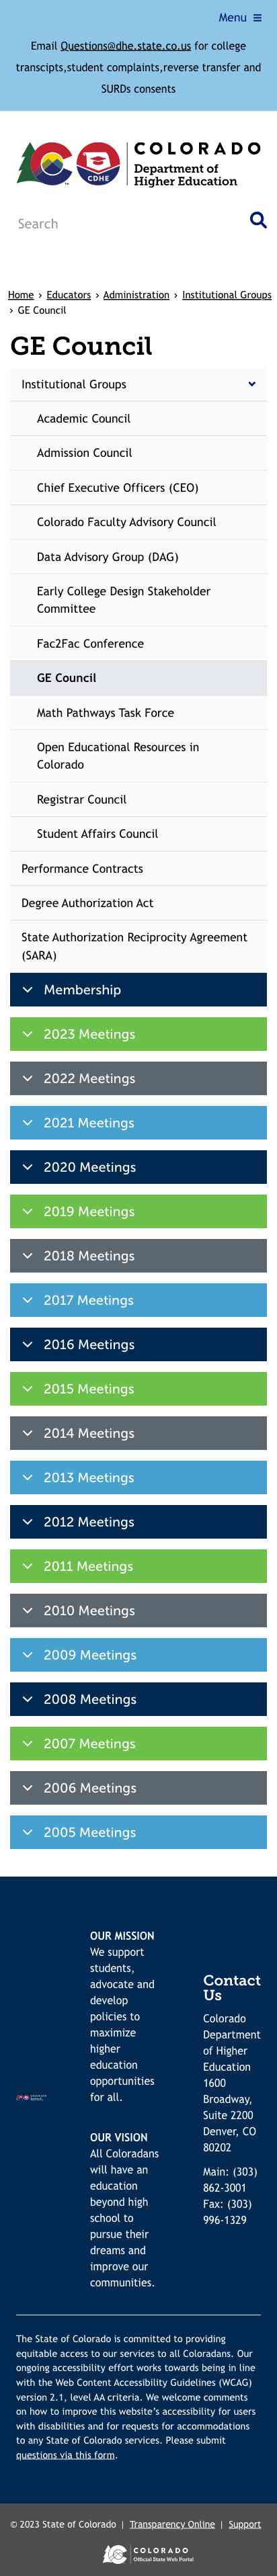 Menu
Email Questions@dhe.state.co.us for college
transcipts,student complaints,reverse transfer and
SURDs consents
CO
CDHE
TM
COLORADO
Department of
Higher Education
Search
Home › Educators › Administration › Institutional Groups
› GE Council
GE Council
Institutional Groups
Academic Council
Admission Council
Chief Executive Officers (CEO)
Colorado Faculty Advisory Council
Data Advisory Group (DAG)
Early College Design Stakeholder
Committee
Fac2Fac Conference
GE Council
Math Pathways Task Force
Open Educational Resources in
Colorado
Registrar Council
Student Affairs Council
Performance Contracts
Degree Authorization Act
State Authorization Reciprocity Agreement
(SARA)
Membership
2023 Meetings
2022 Meetings
2021 Meetings
2020 Meetings
2019 Meetings
2018 Meetings
2017 Meetings
2016 Meetings
2015 Meetings
2014 Meetings
2013 Meetings
2012 Meetings
2011 Meetings
2010 Meetings
2009 Meetings
2008 Meetings
2007 Meetings
2006 Meetings
2005 Meetings
OUR MISSION
We support
students,
advocate and
develop
policies to
maximize
higher
education
opportunities
for all.
OUR VISION
All Coloradans
will have an
education
beyond high
school to
pursue their
dreams and
improve our
communities.
Contact
Us
Colorado
Department
of Higher
Education
1600
Broadway,
Suite 2200
Denver, CO
80202
Main: (303)
862-3001
Fax: (303)
996-1329
The State of Colorado is committed to providing
equitable access to our services to all Coloradans. Our
ongoing accessibility effort works towards being in line
with the Web Content Accessibility Guidelines (WCAG)
version 2.1, level AA criteria. We welcome comments
on how to improve this website's accessibility for users
with disabilities and for requests for accommodations
to any State of Colorado services. Please submit
questions via this form.
© 2023 State of Colorado | Transparency Online | Support
COLORADO
Official State Web Portal